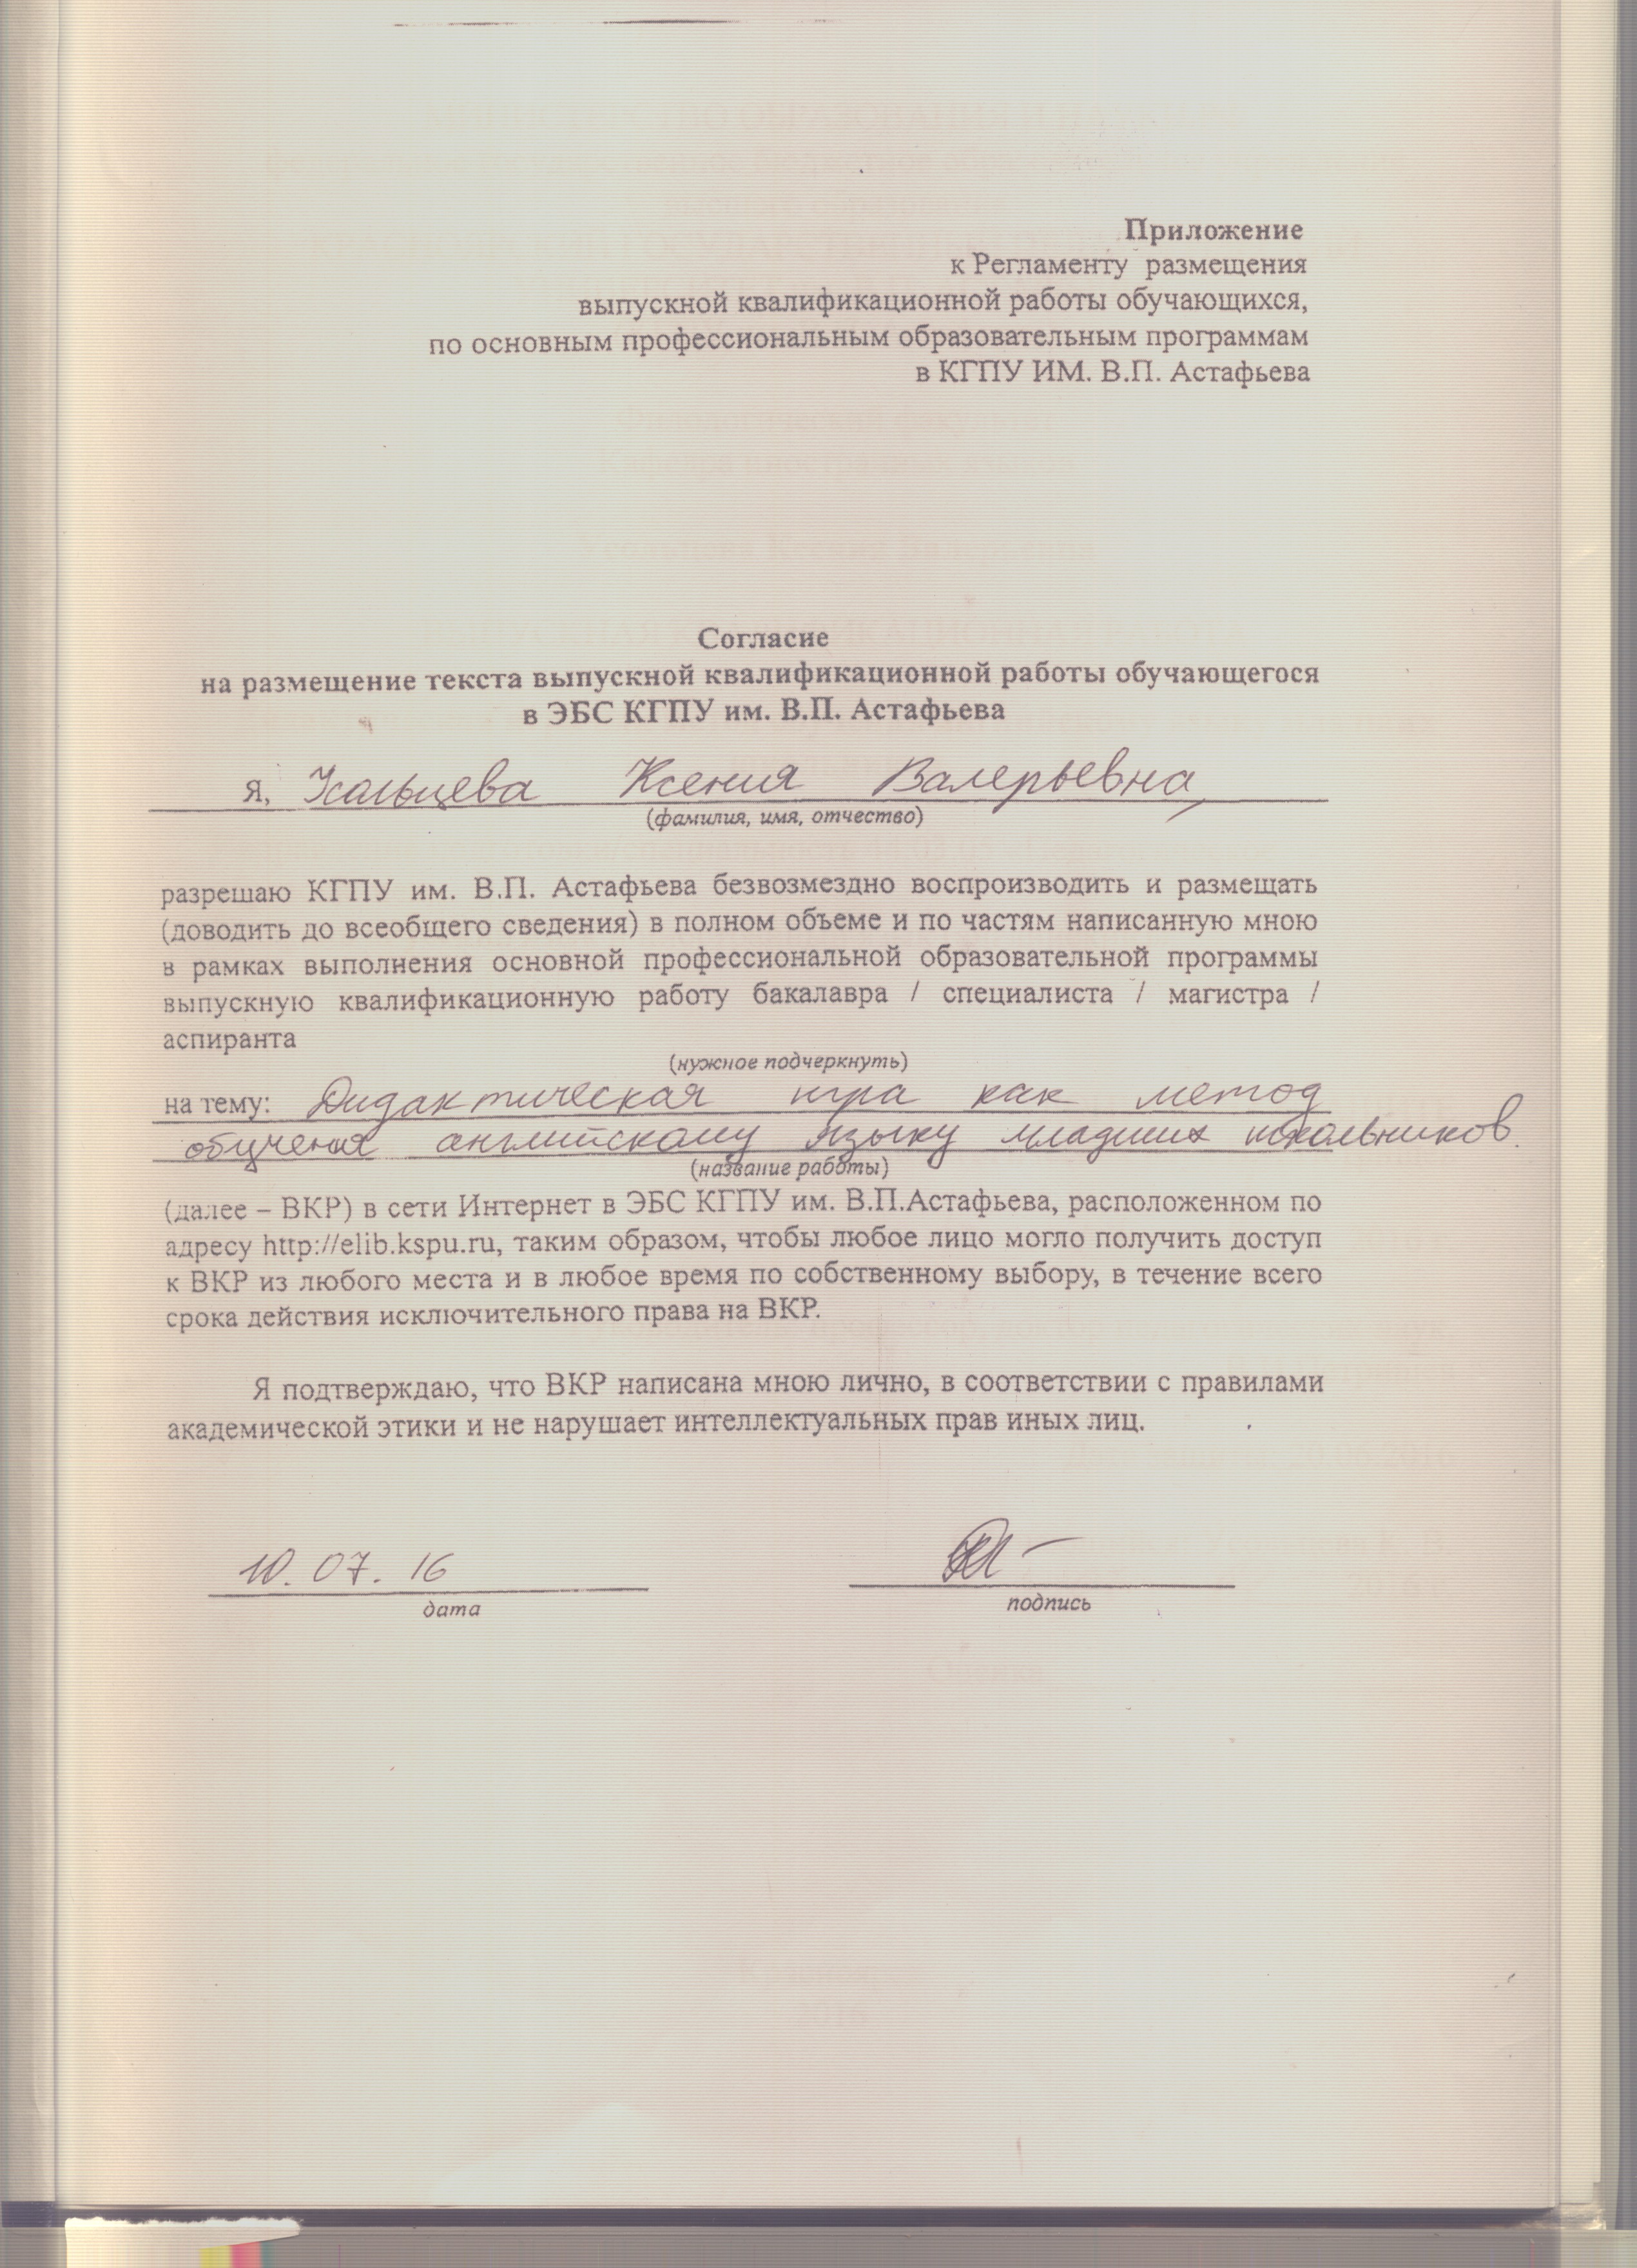 Приложение
к Регламенту размещения
выпускной квалификационной работы обучающихся,
по основным профессиональным образовательным программам
в КГПУ ИМ. В.П. Астафьева
Согласие
на размещение текста выпускной квалификационной работы обучающегося
в ЭБС КГПУ им. В.П. Астафьева
Я, Усольцева Ксения Валерьевна,
(фамилия, имя, отчество)
разрешаю КГПУ им. В.П. Астафьева безвозмездно воспроизводить и размещать
(доводить до всеобщего сведения) в полном объеме и по частям написанную мною
в рамках выполнения основной профессиональной образовательной программы
выпускную квалификационную работу бакалавра / специалиста / магистра /
аспиранта
(нужное подчеркнуть)
на тему: Дидактическая игра как метод
обучения английскому языку младших школьников.
(название работы)
(далее – ВКР) в сети Интернет в ЭБС КГПУ им. В.П.Астафьева, расположенном по
адресу http://elib.kspu.ru, таким образом, чтобы любое лицо могло получить доступ
к ВКР из любого места и в любое время по собственному выбору, в течение всего
срока действия исключительного права на ВКР.
Я подтверждаю, что ВКР написана мною лично, в соответствии с правилами
академической этики и не нарушает интеллектуальных прав иных лиц.
10. 07. 16
дата
подпись